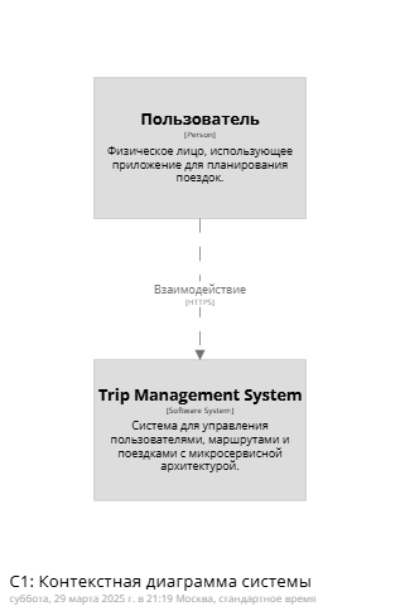 Пользователь
[Person]
Физическое лицо, использующее
приложение для планирования
поездок.
Взаимодействие
[HTTPS]
Trip Management System
[Software System]
Система для управления
пользователями, маршрутами и
поездками с микросервисной
архитектурой.
C1: Контекстная диаграмма системы
суббота, 29 марта 2025 г. в 21:19 Москва, стандартное время